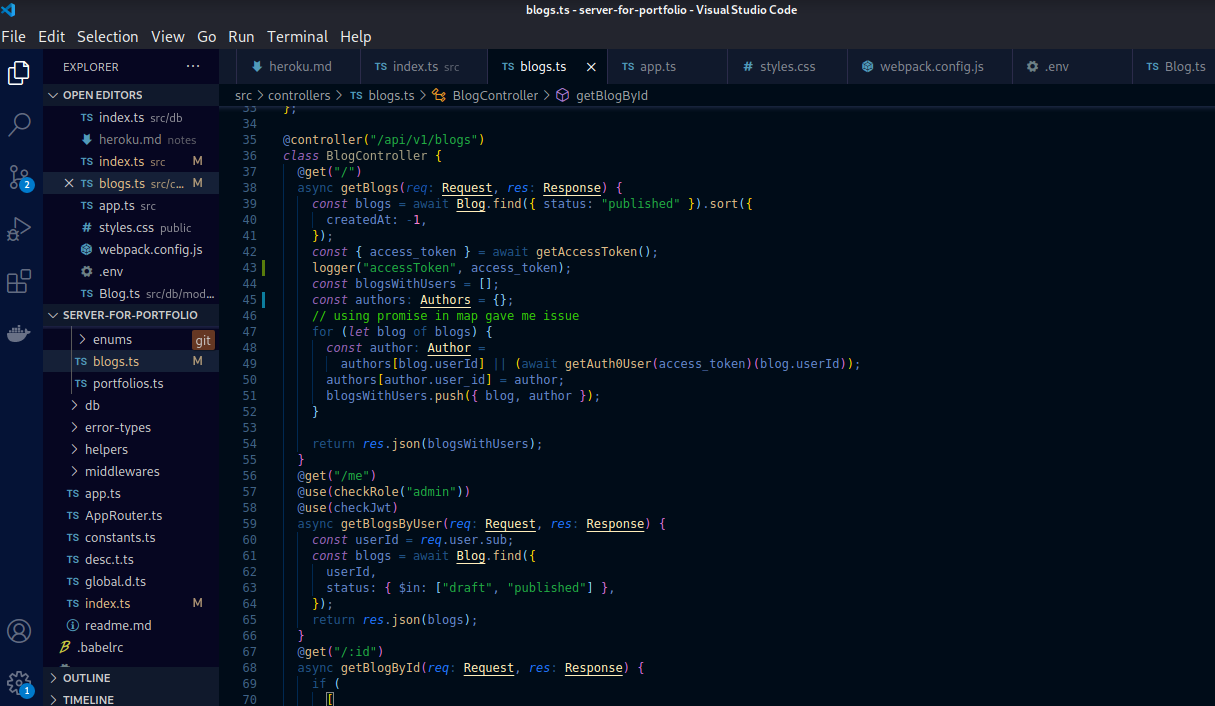 blogs.ts - server-for-portfolio - Visual Studio Code
File Edit Selection View Go Run Terminal Help
EXPLORER ···
heroku.md
TS index.ts src
TS blogs.ts ×
TS app.ts
# styles.css
webpack.config.js
.env
TS Blog.ts
OPEN EDITORS
TS index.ts src/db
heroku.md notes
TS index.ts src M
× TS blogs.ts src/c... M
TS app.ts src
# styles.css public
webpack.config.js
.env
TS Blog.ts src/db/mod...
SERVER-FOR-PORTFOLIO
> enums git
TS blogs.ts M
TS portfolios.ts
> db
> error-types
> helpers
> middlewares
TS app.ts
TS AppRouter.ts
TS constants.ts
TS desc.t.ts
TS global.d.ts
TS index.ts M
readme.md
.babelrc
> OUTLINE
> TIMELINE
2
1
src > controllers > TS blogs.ts > BlogController > getBlogById
33 };
34
35 @controller("/api/v1/blogs")
36 class BlogController {
37 @get("/")
38 async getBlogs(req: Request, res: Response) {
39 const blogs = await Blog.find({ status: "published" }).sort({
40 createdAt: -1,
41 });
42 const { access_token } = await getAccessToken();
43 logger("accessToken", access_token);
44 const blogsWithUsers = [];
45 const authors: Authors = {};
46 // using promise in map gave me issue
47 for (let blog of blogs) {
48 const author: Author =
49 authors[blog.userId] || (await getAuth0User(access_token)(blog.userId));
50 authors[author.user_id] = author;
51 blogsWithUsers.push({ blog, author });
52 }
53
54 return res.json(blogsWithUsers);
55 }
56 @get("/me")
57 @use(checkRole("admin"))
58 @use(checkJwt)
59 async getBlogsByUser(req: Request, res: Response) {
60 const userId = req.user.sub;
61 const blogs = await Blog.find({
62 userId,
63 status: { $in: ["draft", "published"] },
64 });
65 return res.json(blogs);
66 }
67 @get("/:id")
68 async getBlogById(req: Request, res: Response) {
69 if (
70 [